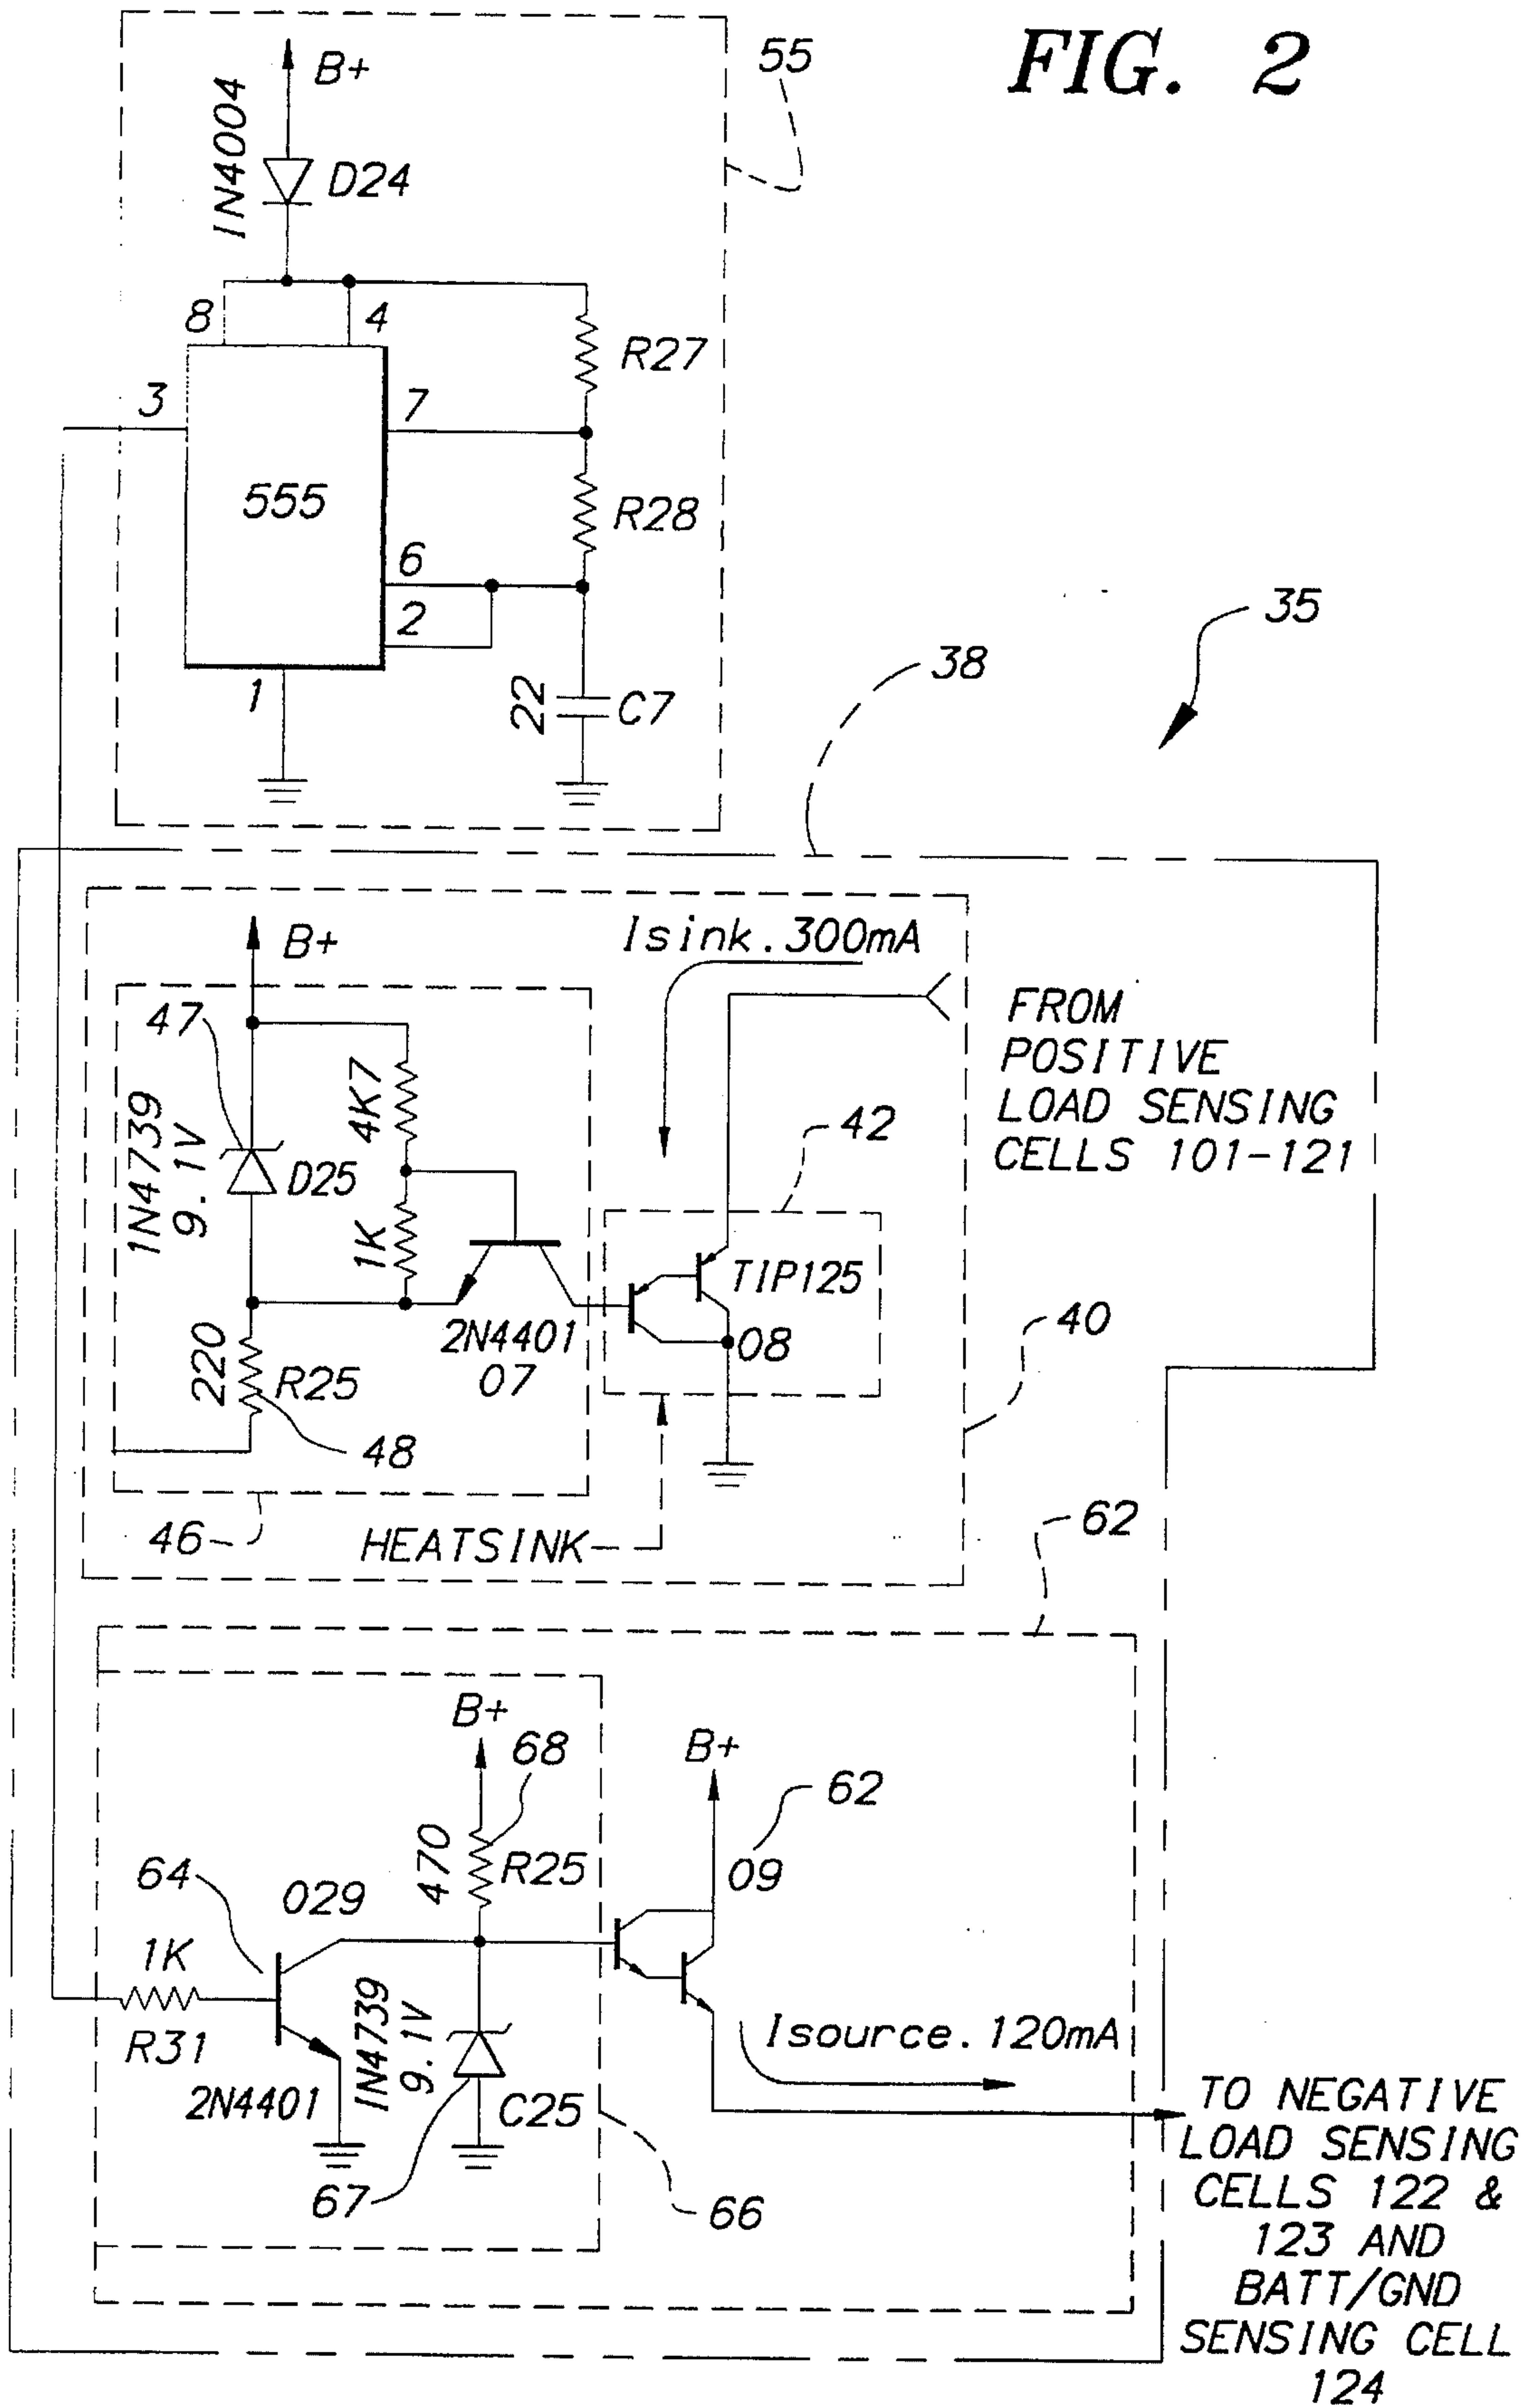 FIG. 2
55
B+
1N4004
D24
8
4
R27
3
7
555
R28
6
2
1
22
C7
35
38
B+
Isink. 300mA
47
FROM
POSITIVE
LOAD SENSING
CELLS 101-121
4K7
42
1N4739
9.1V
D25
1K
TIP125
2N4401
07
08
40
220
R25
48
46
HEATSINK
62
B+
68
B+
62
470
R25
09
64
029
1K
R31
1N4739
9.1V
Isource. 120mA
2N4401
C25
67
66
TO NEGATIVE
LOAD SENSING
CELLS 122 &
123 AND
BATT/GND
SENSING CELL
124